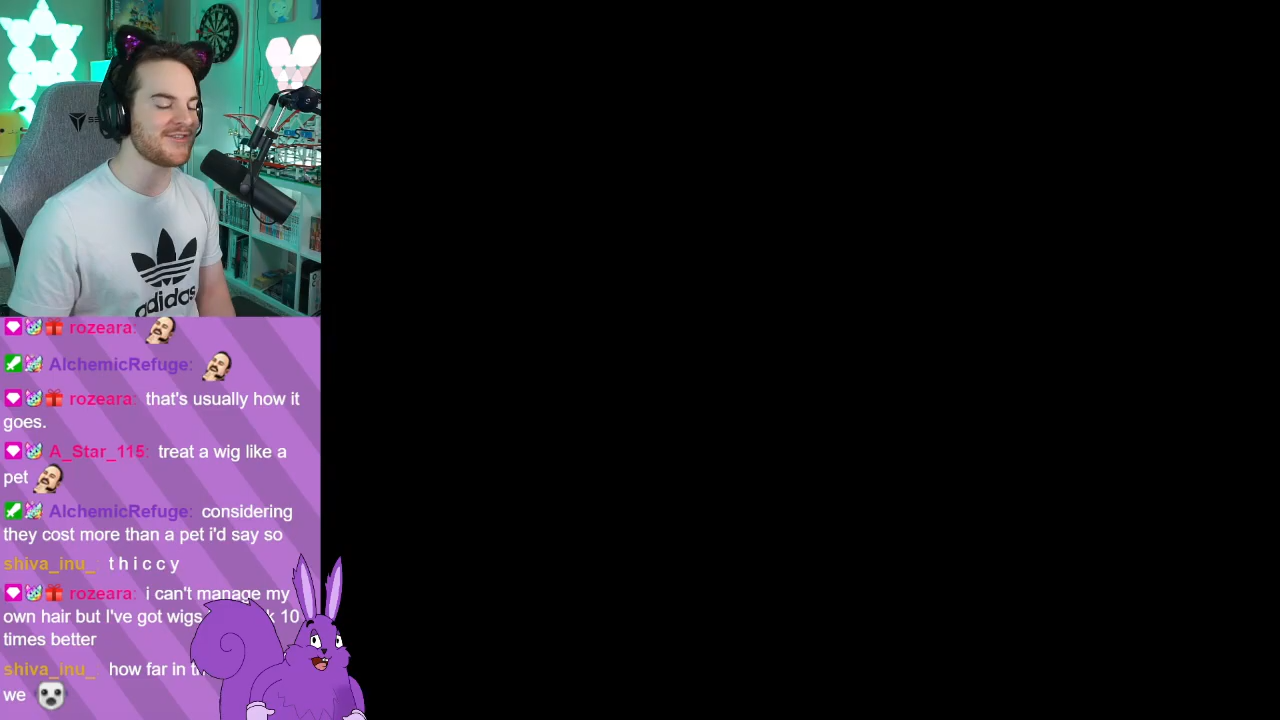 adidas
rozeara:
AlchemicRefuge:
rozeara: that's usually how it
goes.
A_Star_115: treat a wig like a
pet
AlchemicRefuge: considering
they cost more than a pet i'd say so
shiva_inu_ t h i c c y
rozeara: i can't manage my
own hair but I've got wigs 10
times better
shiva_inu_ how far in
we